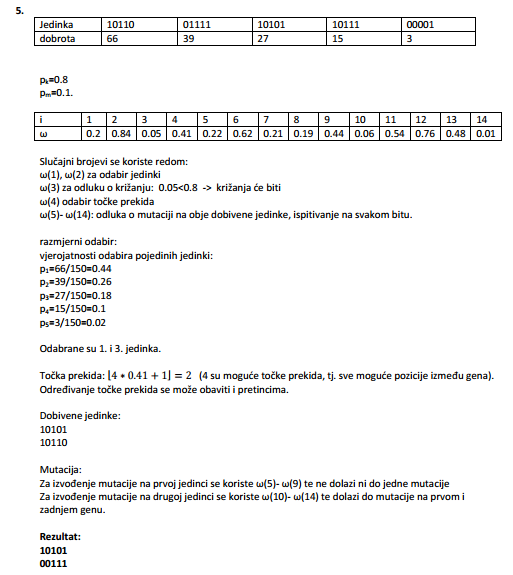 5.
Jedinka 10110 01111 10101 10111 00001
dobrota 66 39 27 15 3
pk=0.8
pm=0.1.
i 1 2 3 4 5 6 7 8 9 10 11 12 13 14
ω 0.2 0.84 0.05 0.41 0.22 0.62 0.21 0.19 0.44 0.06 0.54 0.76 0.48 0.01
Slučajni brojevi se koriste redom:
ω(1), ω(2) za odabir jedinki
ω(3) za odluku o križanju: 0.05<0.8 -> križanja će biti
ω(4) odabir točke prekida
ω(5)- ω(14): odluka o mutaciji na obje dobivene jedinke, ispitivanje na svakom bitu.
razmjerni odabir:
vjerojatnosti odabira pojedinih jedinki:
p₁=66/150=0.44
p₂=39/150=0.26
p₃=27/150=0.18
p₄=15/150=0.1
p₅=3/150=0.02
Odabrane su 1. i 3. jedinka.
Točka prekida: ⌊4 ∗ 0.41 + 1⌋ = 2 (4 su moguće točke prekida, tj. sve moguće pozicije između gena).
Određivanje točke prekida se može obaviti i pretincima.
Dobivene jedinke:
10101
10110
Mutacija:
Za izvođenje mutacije na prvoj jedinci se koriste ω(5)- ω(9) te ne dolazi ni do jedne mutacije
Za izvođenje mutacije na drugoj jedinci se koriste ω(10)- ω(14) te dolazi do mutacije na prvom i
zadnjem genu.
Rezultat:
10101
00111